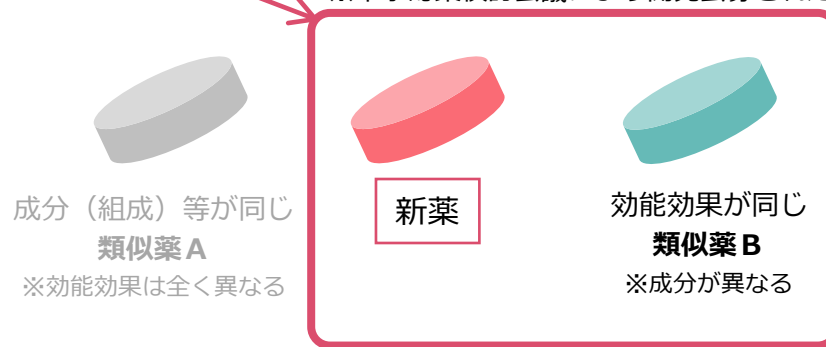 成分（組成）等が同じ
類似薬A
※効能効果は全く異なる
新薬
効能効果が同じ
類似薬B
※成分が異なる